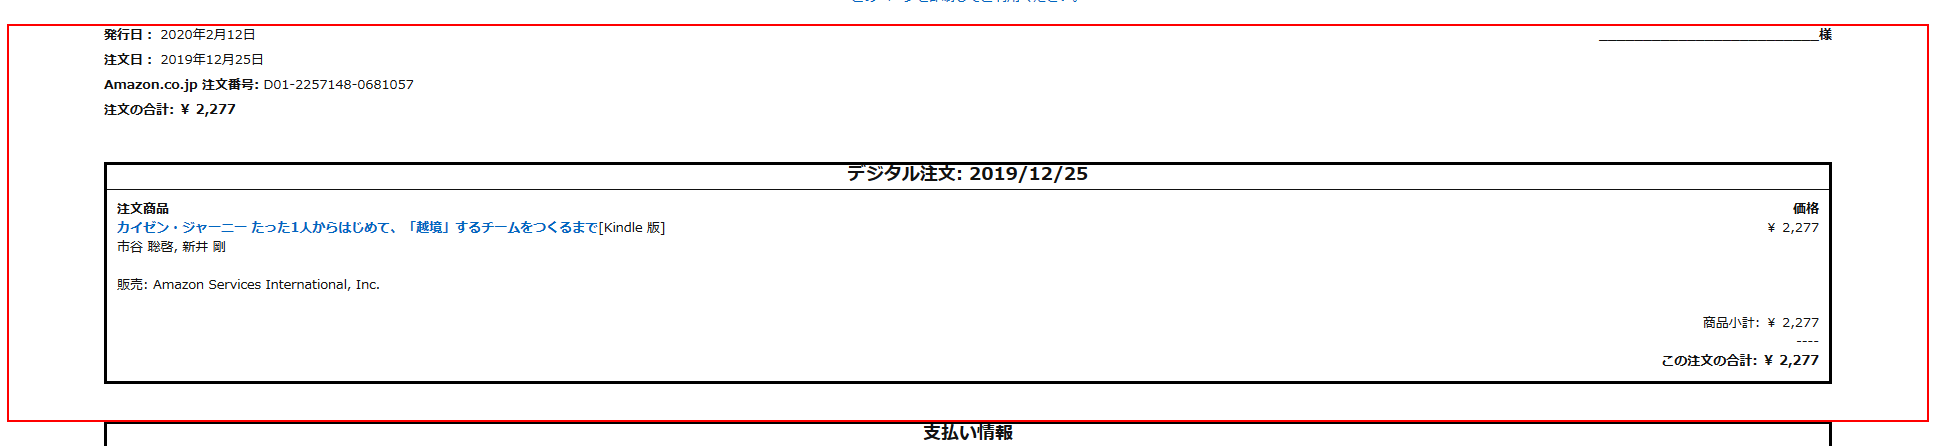 発行日： 2020年2月12日
様
注文日： 2019年12月25日
Amazon.co.jp 注文番号: D01-2257148-0681057
注文の合計: ¥ 2,277
デジタル注文: 2019/12/25
注文商品 価格
カイゼン・ジャーニー たった1人からはじめて、「越境」するチームをつくるまで[Kindle 版] ¥ 2,277
市谷 聡啓, 新井 剛
販売: Amazon Services International, Inc.
商品小計: ¥ 2,277
----
この注文の合計: ¥ 2,277
支払い情報